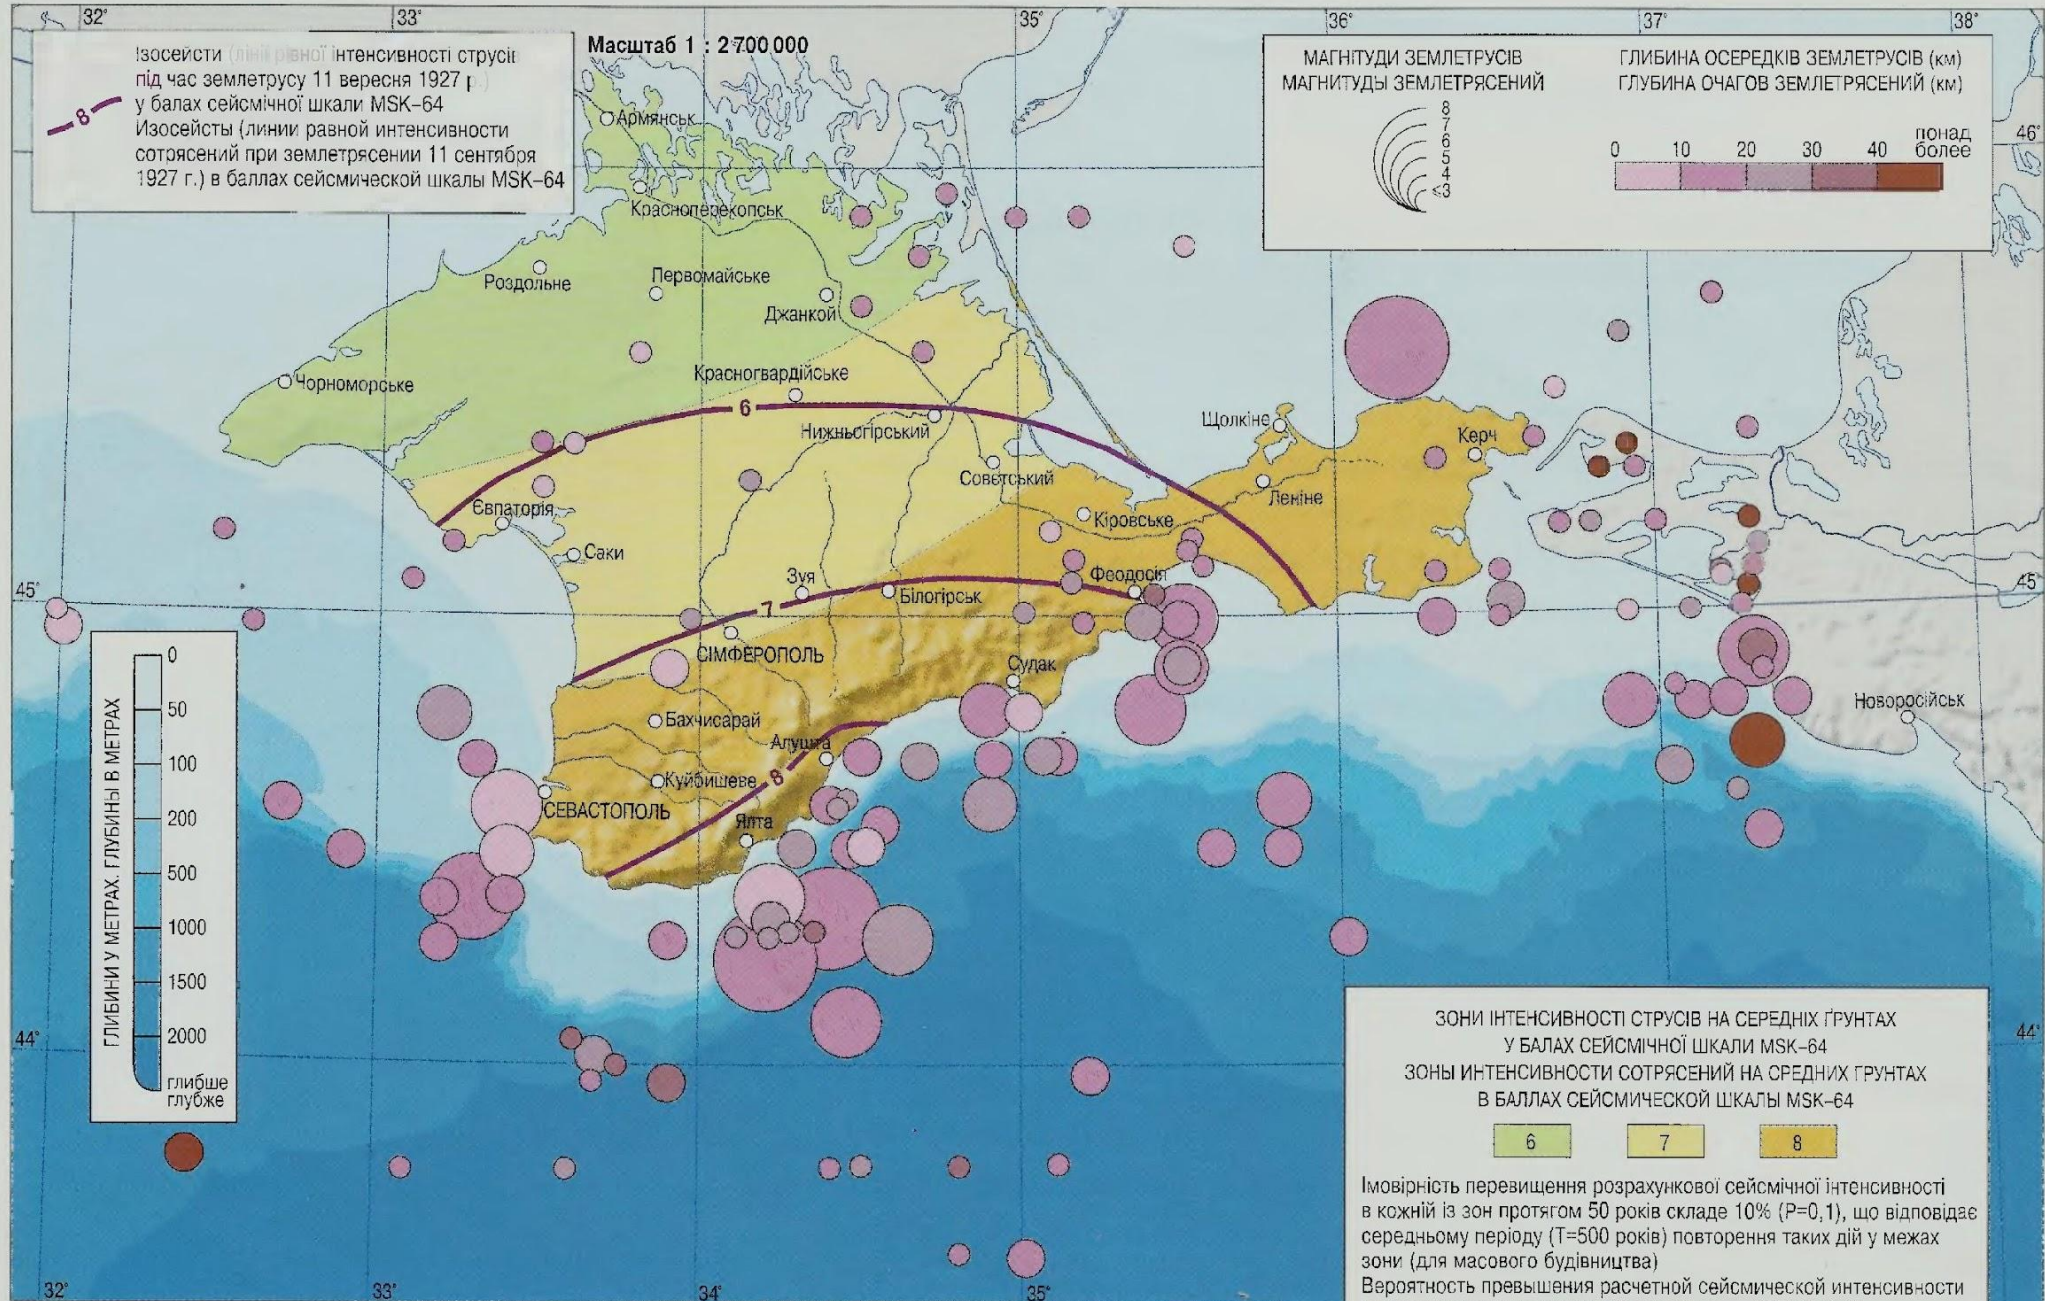 32°
33°
35°
36°
37°
38°
Ізосейсти (лінії рівної інтенсивності струсів
під час землетрусу 11 вересня 1927 р.)
у балах сейсмічної шкали MSK–64
Изосейсты (линии равной интенсивности
сотрясений при землетрясении 11 сентября
1927 г.) в баллах сейсмической шкалы MSK–64
8
Масштаб 1 : 2 700 000
МАГНІТУДИ ЗЕМЛЕТРУСІВ
МАГНИТУДЫ ЗЕМЛЕТРЯСЕНИЙ
8
7
6
5
4
≤3
ГЛИБИНА ОСЕРЕДКІВ ЗЕМЛЕТРУСІВ (км)
ГЛУБИНА ОЧАГОВ ЗЕМЛЕТРЯСЕНИЙ (км)
понад
0 10 20 30 40 более
46°
Армянськ
Красноперекопськ
Роздольне
Первомайське
Джанкой
Чорноморське
Красногвардійське
6
Нижньогірський
Щолкіне
Керч
Совєтський
Леніне
Євпаторія
Кіровське
Саки
Зуя
Феодосія
45°
45°
7
Білогірськ
СІМФЕРОПОЛЬ
Судак
Новоросійськ
Бахчисарай
Алушта
8
Куйбишеве
СЕВАСТОПОЛЬ
Ялта
ГЛИБИНИ У МЕТРАХ. ГЛУБИНЫ В МЕТРАХ
0
50
100
200
500
1000
1500
2000
глибше
глубже
44°
44°
ЗОНИ ІНТЕНСИВНОСТІ СТРУСІВ НА СЕРЕДНІХ ҐРУНТАХ
У БАЛАХ СЕЙСМІЧНОЇ ШКАЛИ MSK–64
ЗОНЫ ИНТЕНСИВНОСТИ СОТРЯСЕНИЙ НА СРЕДНИХ ГРУНТАХ
В БАЛЛАХ СЕЙСМИЧЕСКОЙ ШКАЛЫ MSK–64
6 7 8
Імовірність перевищення розрахункової сейсмічної інтенсивності
в кожній із зон протягом 50 років складе 10% (P=0,1), що відповідає
середньому періоду (T=500 років) повторення таких дій у межах
зони (для масового будівництва)
Вероятность превышения расчетной сейсмической интенсивности
32°
33°
34°
35°